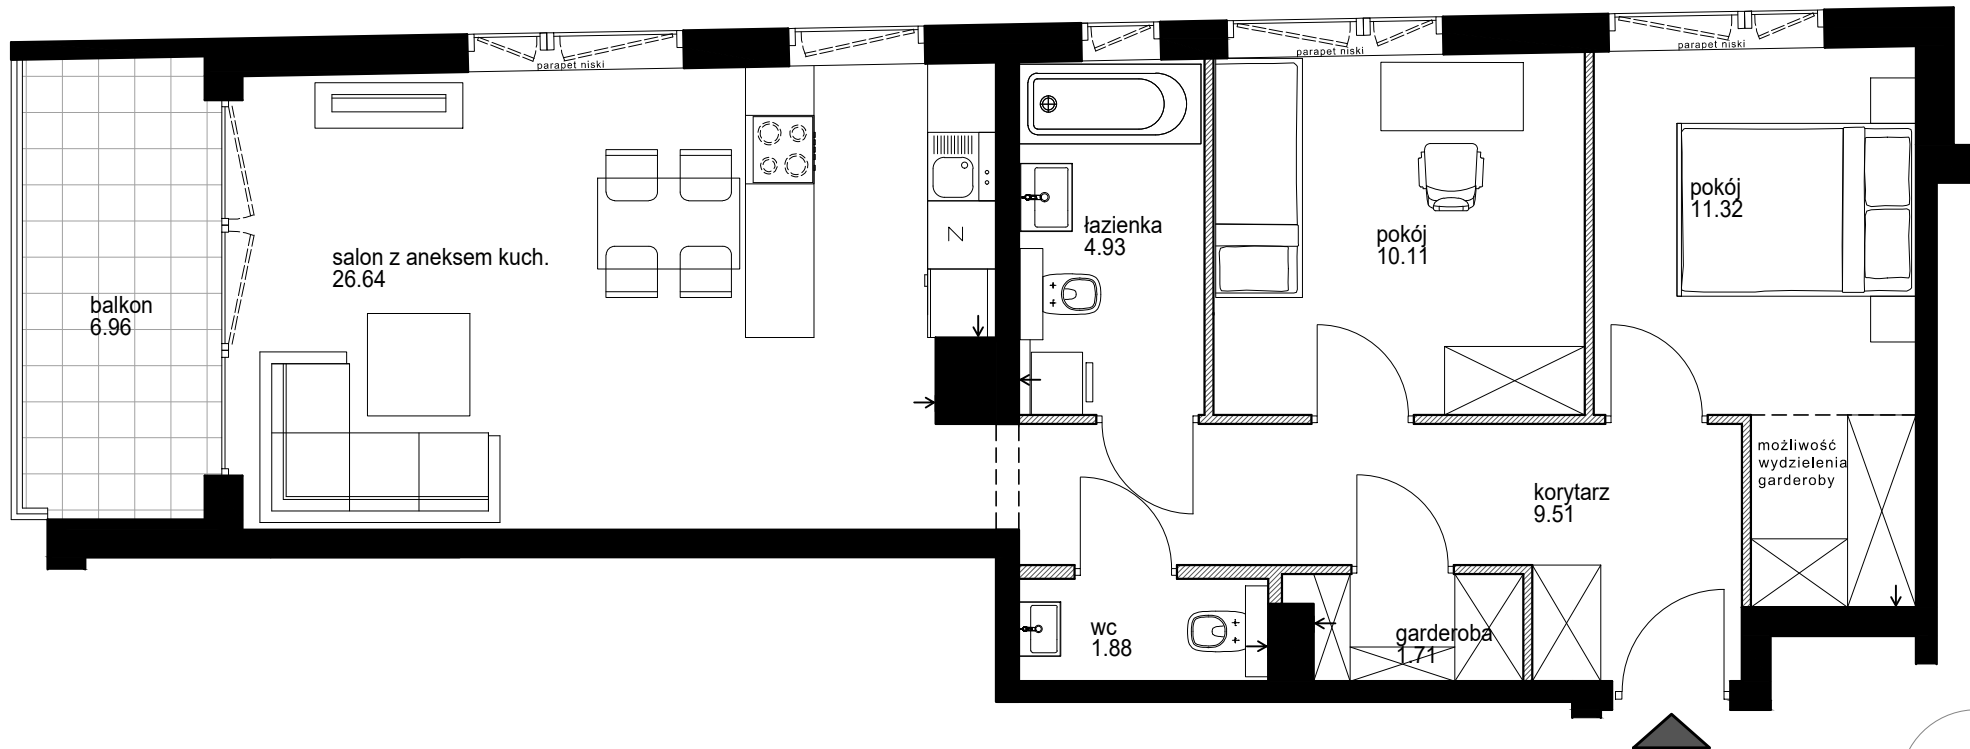 parapet niski
parapet niski
parapet niski
salon z aneksem kuch.
26.64
balkon
6.96
N
łazienka
4.93
pokój
10.11
pokój
11.32
możliwość
wydzielenia
garderoby
korytarz
9.51
wc
1.88
garderoba
1.71